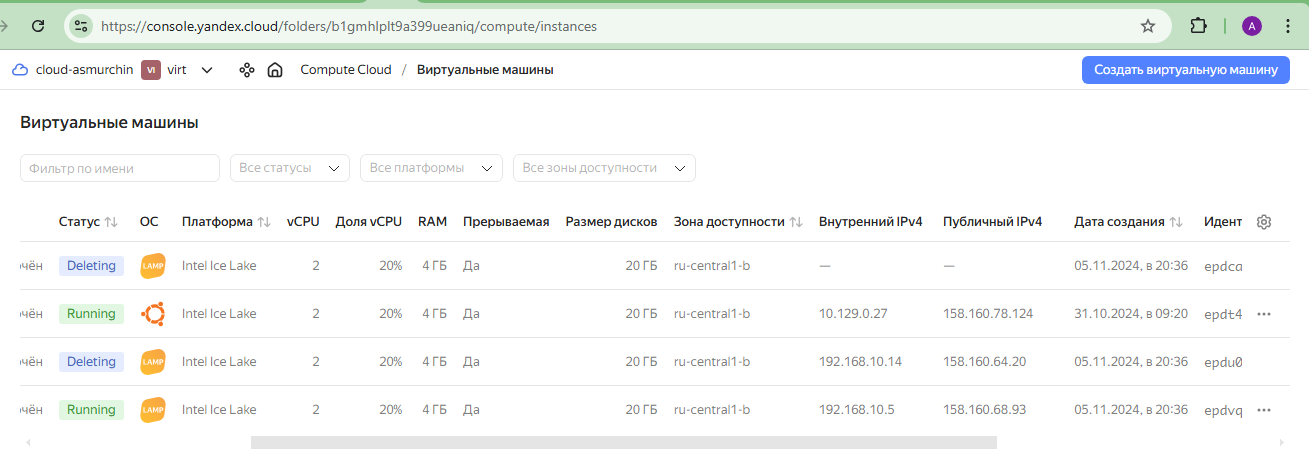 https://console.yandex.cloud/folders/b1gmhlplt9a399ueaniq/compute/instances A
cloud-asmurchin VI virt Compute Cloud / Виртуальные машины Создать виртуальную машину
Виртуальные машины
Фильтр по имени Все статусы Все платформы Все зоны доступности
Статус ОС Платформа vCPU Доля vCPU RAM Прерываемая Размер дисков Зона доступности Внутренний IPv4 Публичный IPv4 Дата создания Идент
очён Deleting LAMP Intel Ice Lake 2 20% 4 ГБ Да 20 ГБ ru-central1-b — — 05.11.2024, в 20:36 epdca
очён Running Intel Ice Lake 2 20% 4 ГБ Да 20 ГБ ru-central1-b 10.129.0.27 158.160.78.124 31.10.2024, в 09:20 epdt4
очён Deleting LAMP Intel Ice Lake 2 20% 4 ГБ Да 20 ГБ ru-central1-b 192.168.10.14 158.160.64.20 05.11.2024, в 20:36 epdu0
очён Running LAMP Intel Ice Lake 2 20% 4 ГБ Да 20 ГБ ru-central1-b 192.168.10.5 158.160.68.93 05.11.2024, в 20:36 epdvq